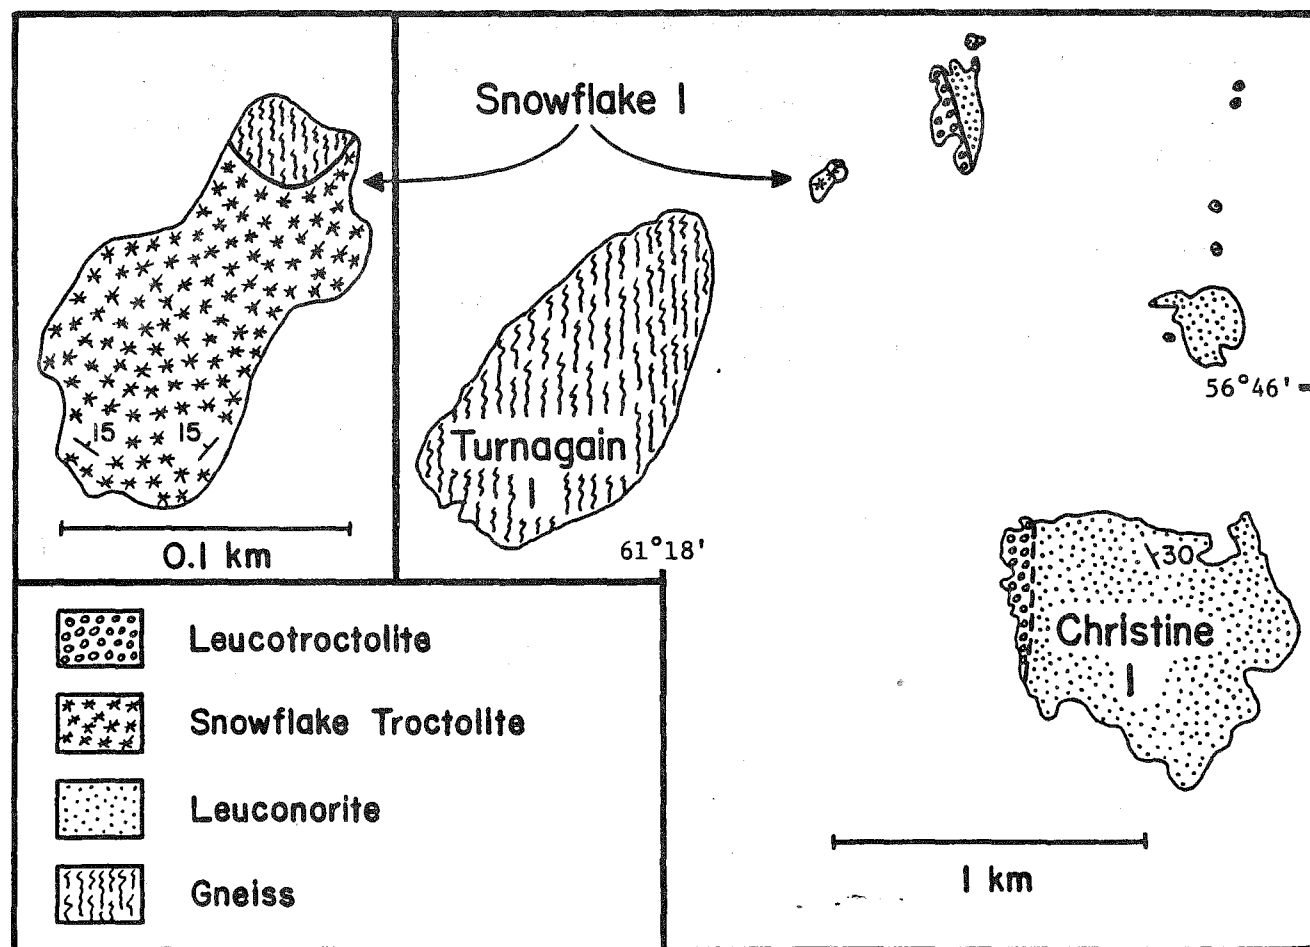 Snowflake I
15
15
0.1 km
Turnagain
I
61°18'
56°46'
30
Christine
I
1 km
Leucotroctolite
Snowflake Troctolite
Leuconorite
Gneiss